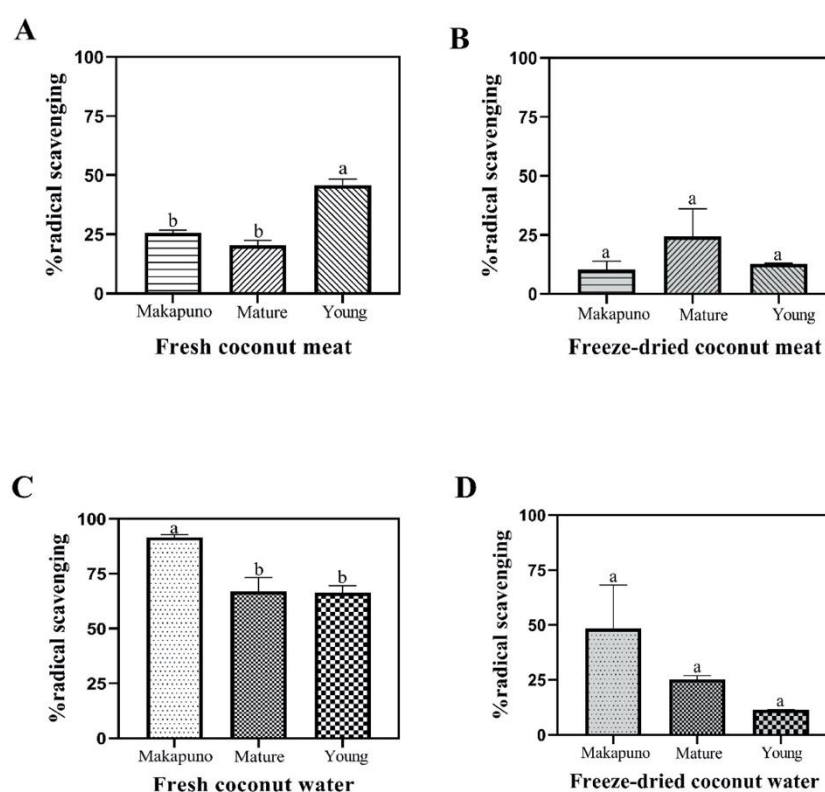 A
%radical scavenging
100
75
50
25
0
b
b
a
Makapuno Mature Young
Fresh coconut meat
B
%radical scavenging
100
75
50
25
0
a
a
a
Makapuno Mature Young
Freeze-dried coconut meat
C
%radical scavenging
100
75
50
25
0
a
b
b
Makapuno Mature Young
Fresh coconut water
D
%radical scavenging
100
75
50
25
0
a
a
a
Makapuno Mature Young
Freeze-dried coconut water